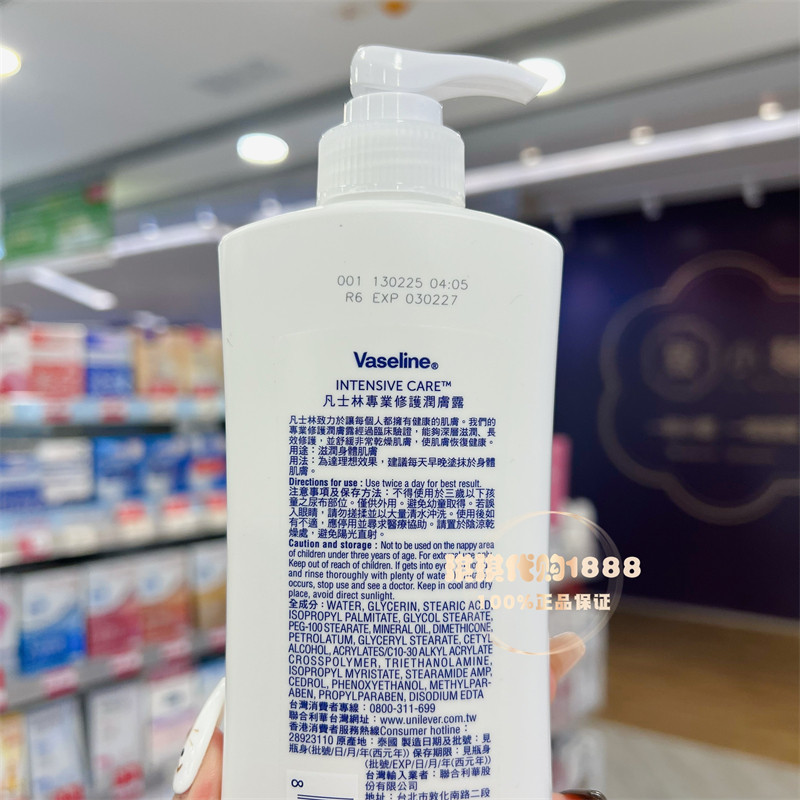 001 130225 04:05
R6 EXP 030227
Vaseline®
INTENSIVE CARE™
凡士林專業修護潤膚露
凡士林致力於讓每個人都擁有健康的肌膚。我們的
專業修護潤膚露經過臨床驗證，能夠深層滋潤、長
效修護，並舒緩非常乾燥肌膚，使肌膚恢復健康。
用途：滋潤身體肌膚
用法：為達理想效果，建議每天早晚塗抹於身體
肌膚。
Directions for use : Use twice a day for best result.
注意事項及保存方法：不得使用於三歲以下孩
童之尿布部位。僅供外用。避免幼童取得。若誤
入眼睛，請勿搓揉並以大量清水沖洗。使用後如
有不適，應停用並尋求醫療協助。請置於陰涼乾
燥處，避免陽光直射。
Caution and storage : Not to be used on the nappy area
of children under three years of age. For
Keep out of reach of children. If gets into
and rinse thoroughly with plenty of
occurs, stop use and see a doctor. Keep in cool and dry
place, avoid direct sunlight.
代购1888
100%正品保证
全成分：WATER, GLYCERIN, STEARIC ACID,
ISOPROPYL PALMITATE, GLYCOL STEARATE,
PEG-100 STEARATE, MINERAL OIL, DIMETHICONE,
PETROLATUM, GLYCERYL STEARATE, CETYL
ALCOHOL, ACRYLATES/C10-30 ALKYL ACRYLATE
CROSSPOLYMER, TRIETHANOLAMINE,
ISOPROPYL MYRISTATE, STEARAMIDE AMP,
CEDROL, PHENOXYETHANOL, METHYLPAR-
ABEN, PROPYLPARABEN, DISODIUM EDTA
台灣消費者專線：0800-311-699
聯合利華台灣網址：www.unilever.com.tw
香港消費者服務熱線Consumer hotline：
28923110 原產地：泰國 製造日期及批號：見
瓶身(批號/日/月/年(西元年)) 保存期限：見瓶身
(批號/EXP/日/月/年(西元年))
台灣輸入業者：聯合利華股
份有限公司
地址：台北市敦化南路二段